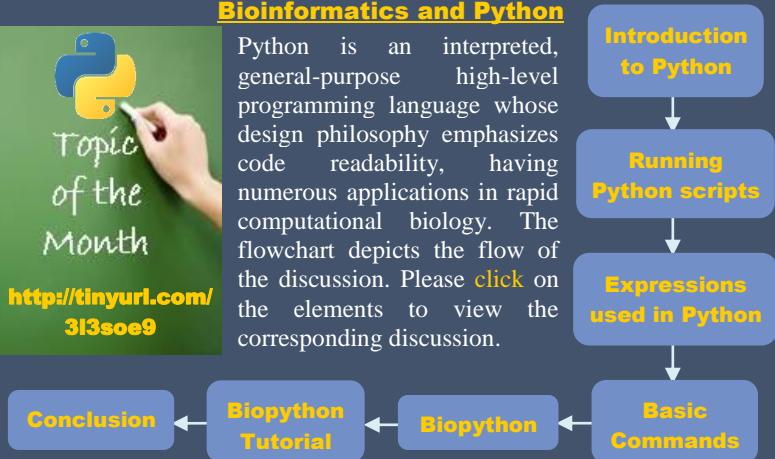 Bioinformatics and Python
Python is an interpreted,
general-purpose high-level
programming language whose
design philosophy emphasizes
code readability, having
numerous applications in rapid
computational biology. The
flowchart depicts the flow of
the discussion. Please click on
the elements to view the
corresponding discussion.
Topic
of the
Month
http://tinyurl.com/
3l3soe9
Introduction
to Python
Running
Python scripts
Expressions
used in Python
Basic
Commands
Biopython
Biopython
Tutorial
Conclusion